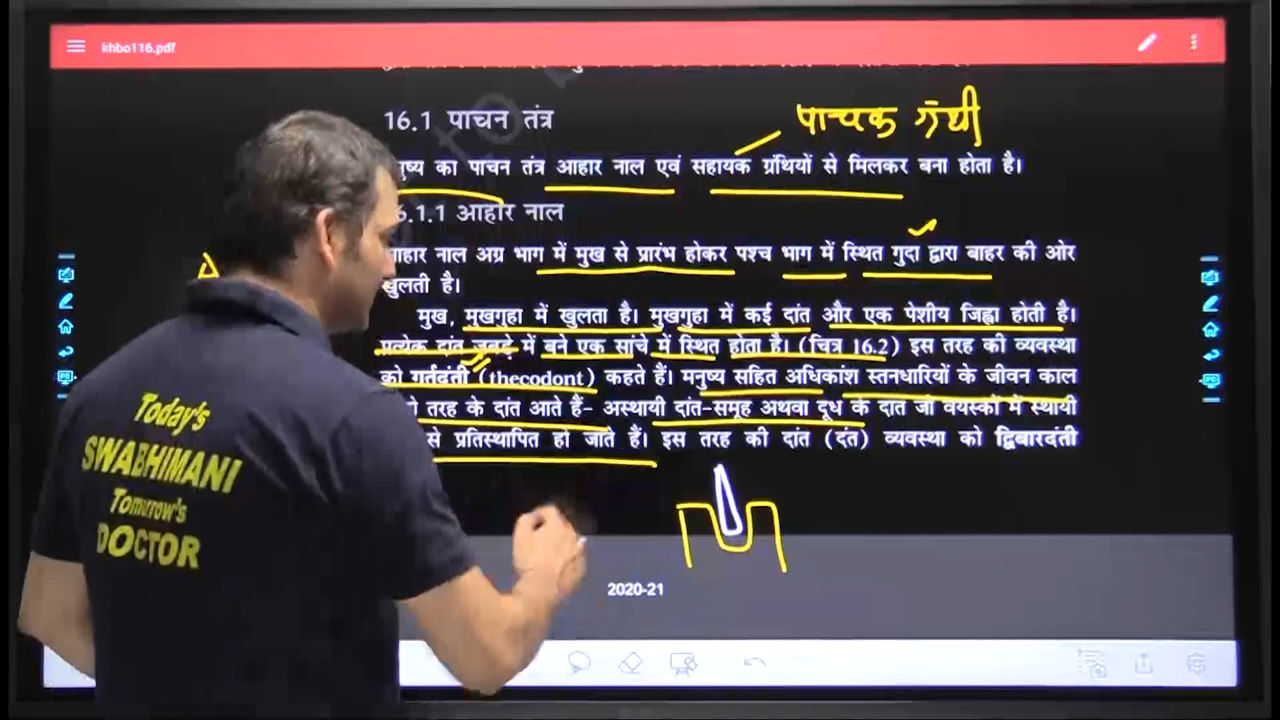 khbo116.pdf
16.1 पाचन तंत्र
पाचक ग्रंथी
नुष्य का पाचन तंत्र आहार नाल एवं सहायक ग्रंथियों से मिलकर बना होता है।
6.1.1 आहार नाल
आहार नाल अग्र भाग में मुख से प्रारंभ होकर पश्च भाग में स्थित गुदा द्वारा बाहर की ओर
खुलती है।
मुख, मुखगुहा में खुलता है। मुखगुहा में कई दांत और एक पेशीय जिह्वा होती है।
प्रत्येक दांत जबड़े में बने एक सांचे में स्थित होता है। (चित्र 16.2) इस तरह की व्यवस्था
को गर्तदंती (thecodont) कहते हैं। मनुष्य सहित अधिकांश स्तनधारियों के जीवन काल
तरह के दांत आते हैं- अस्थायी दांत-समूह अथवा दूध के दांत जो वयस्कों में स्थायी
से प्रतिस्थापित हो जाते हैं। इस तरह की दांत (दंत) व्यवस्था को द्विबारदंती
2020-21
Today's
SWABHIMANI
Tomorrow's
DOCTOR